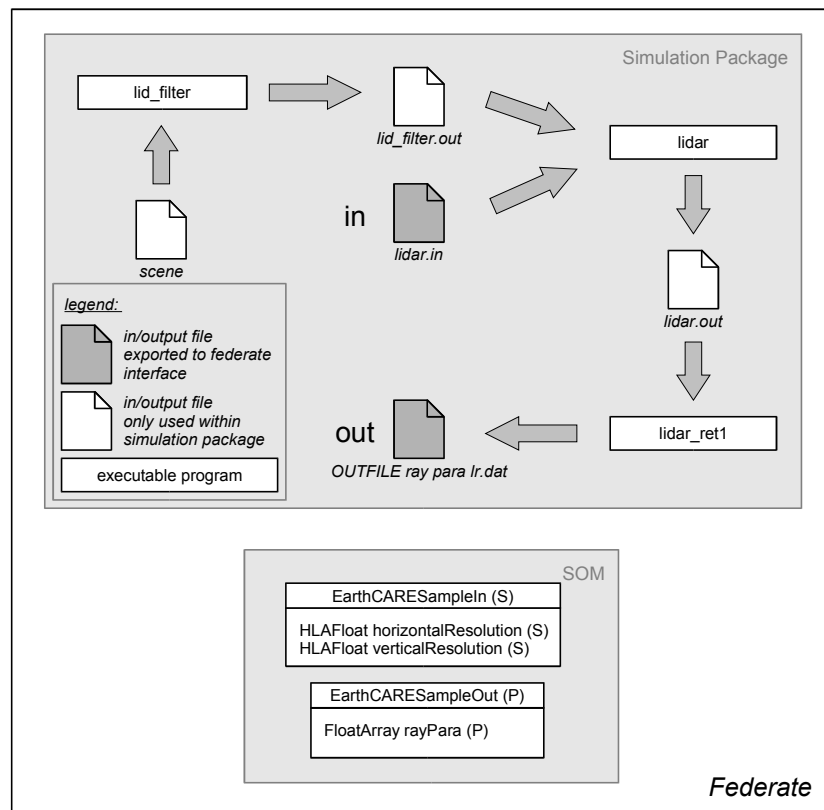 Simulation Package
lid_filter
lid_filter.out
lidar
in
lidar.in
scene
lidar.out
legend:
in/output file
exported to federate
interface
in/output file
only used within
simulation package
executable program
out
OUTFILE ray para lr.dat
lidar_ret1
SOM
EarthCARESampleIn (S)
HLAFloat horizontalResolution (S)
HLAFloat verticalResolution (S)
EarthCARESampleOut (P)
FloatArray rayPara (P)
Federate